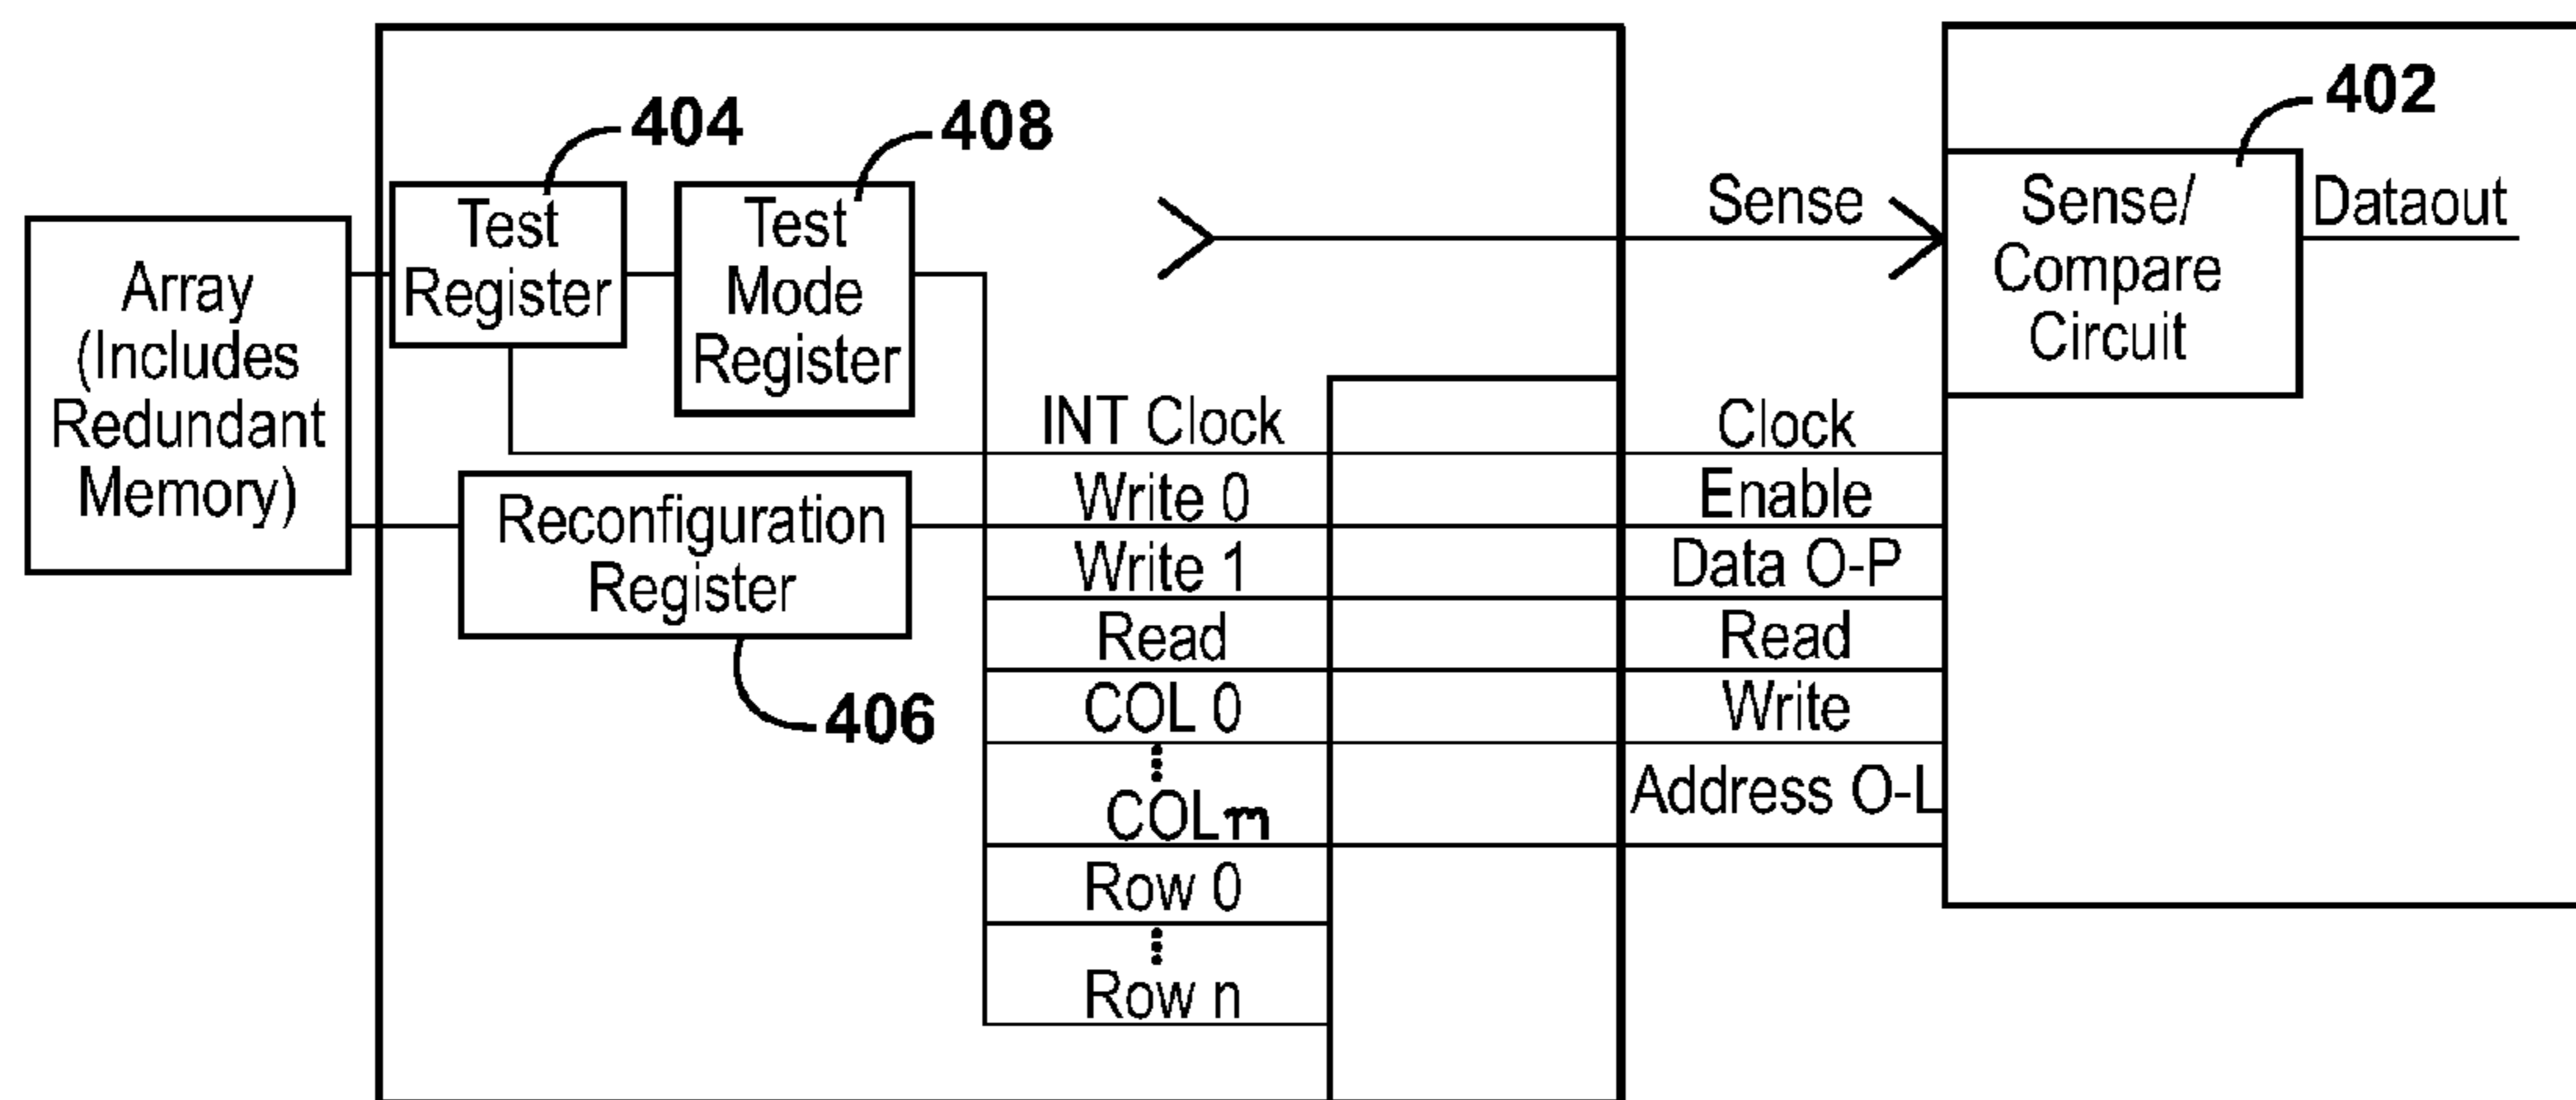 404
408
402
Test
Register
Test
Mode
Register
Sense
Sense/
Compare
Circuit
Dataout
Array
(Includes
Redundant
Memory)
Reconfiguration
Register
406
INT Clock
Write 0
Write 1
Read
COL 0
COLm
Row 0
Row n
Clock
Enable
Data O-P
Read
Write
Address O-L